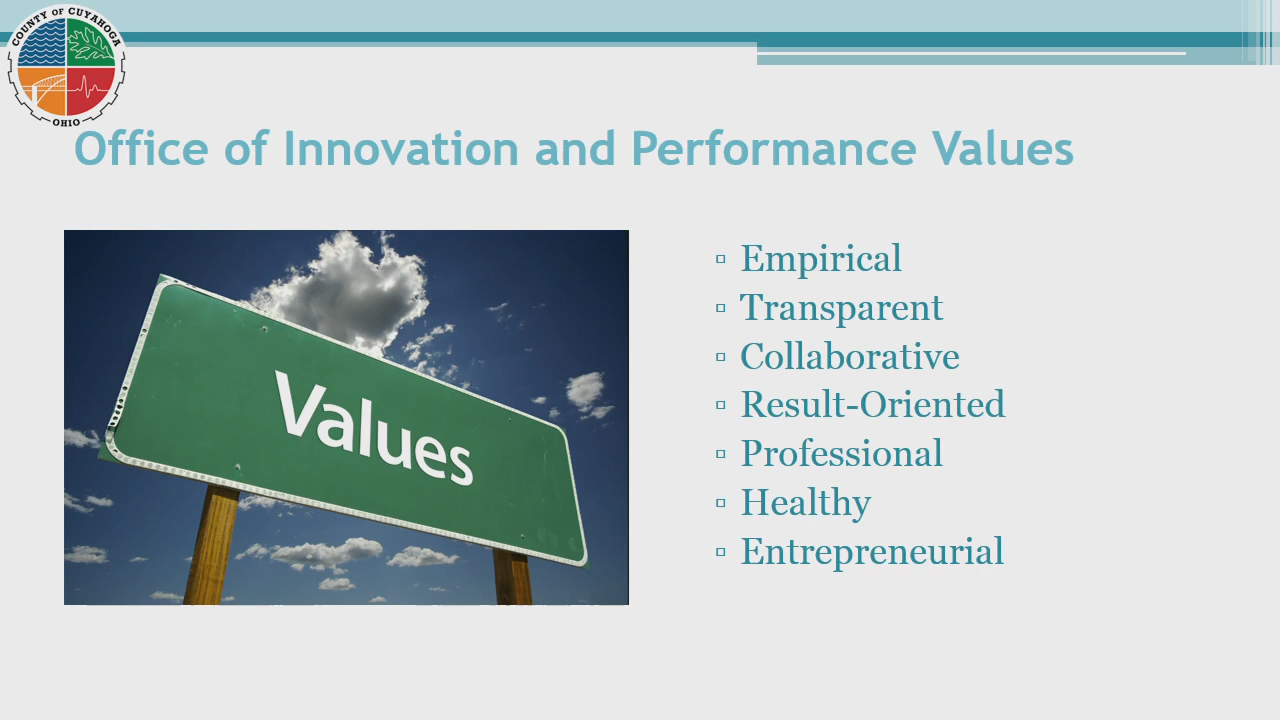 COUNTY OF CUYAHOGA
OHIO
Office of Innovation and Performance Values
Values
Empirical
Transparent
Collaborative
Result-Oriented
Professional
Healthy
Entrepreneurial